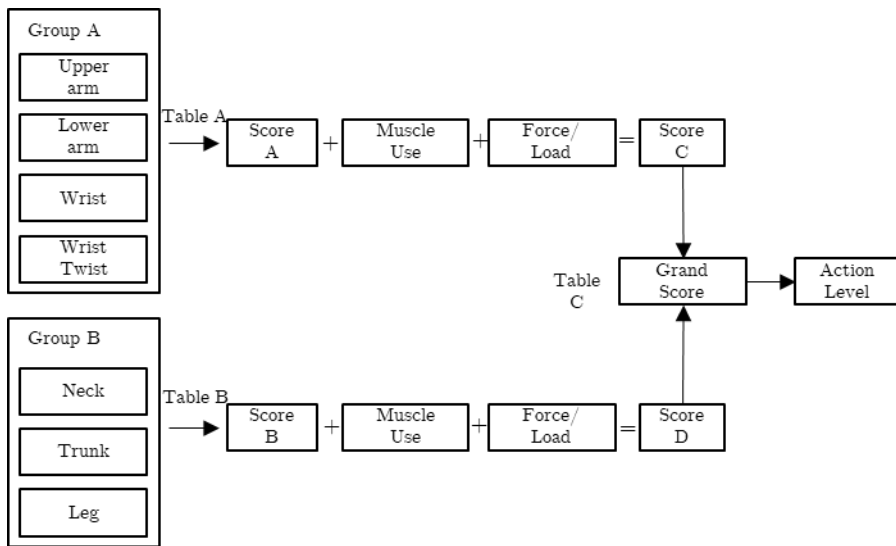 Group A
Upper
arm
Lower
arm
Wrist
Wrist
Twist
Table A
Score
A
+
Muscle
Use
+
Force/
Load
=
Score
C
Table
C
Grand
Score
Action
Level
Group B
Neck
Trunk
Leg
Table B
Score
B
+
Muscle
Use
+
Force/
Load
=
Score
D